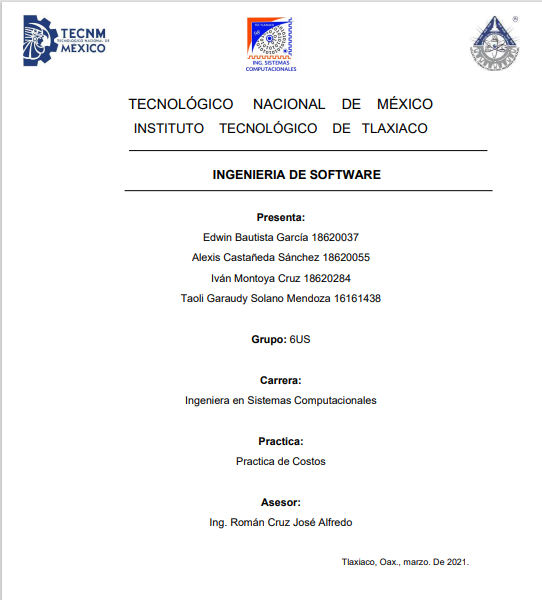 TECNM
TECNOLÓGICO NACIONAL DE
MÉXICO
ING. SISTEMAS
COMPUTACIONALES
®
TECNOLÓGICO NACIONAL DE MÉXICO
INSTITUTO TECNOLÓGICO DE TLAXIACO
INGENIERIA DE SOFTWARE
Presenta:
Edwin Bautista García 18620037
Alexis Castañeda Sánchez 18620055
Iván Montoya Cruz 18620284
Taoli Garaudy Solano Mendoza 16161438
Grupo: 6US
Carrera:
Ingeniera en Sistemas Computacionales
Practica:
Practica de Costos
Asesor:
Ing. Román Cruz José Alfredo
Tlaxiaco, Oax., marzo. De 2021.